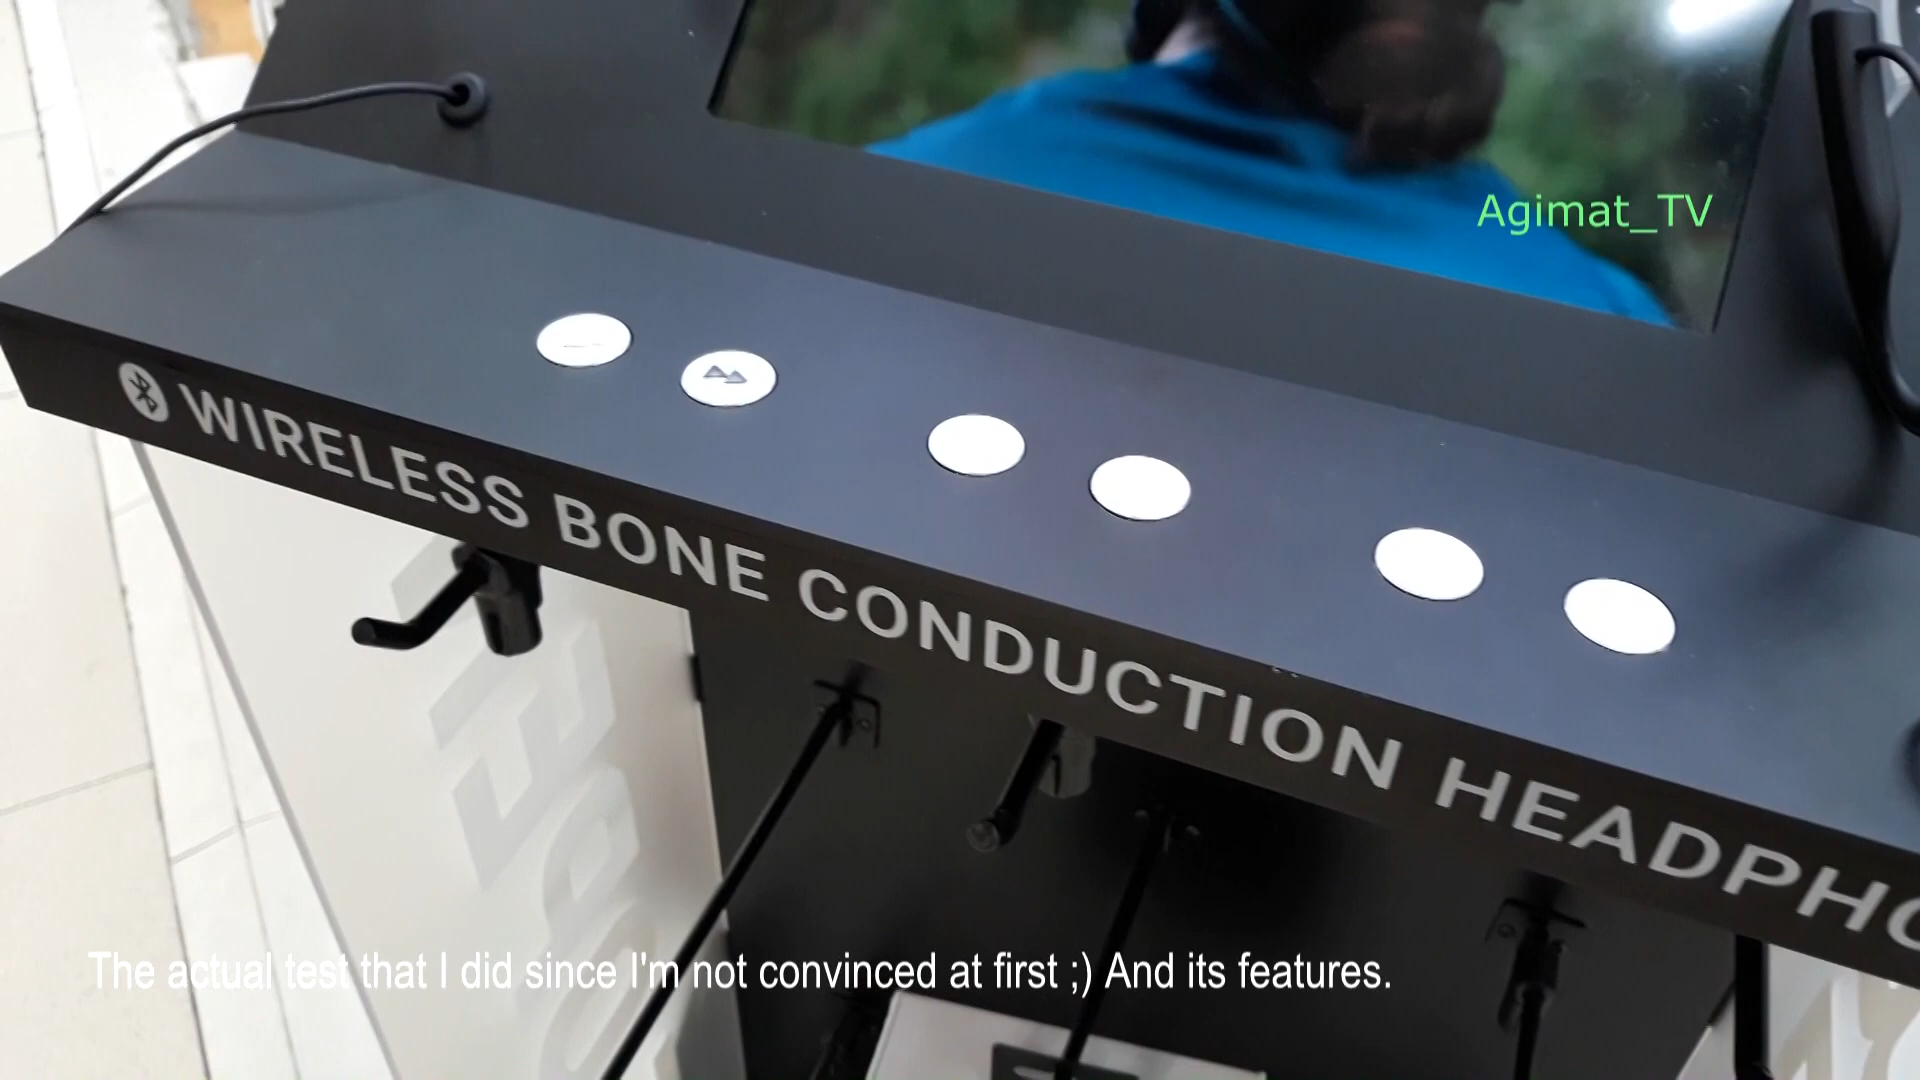 Agimat_TV
WIRELESS BONE CONDUCTION HEADPHO
The actual test that I did since I'm not convinced at first ;) And its features.